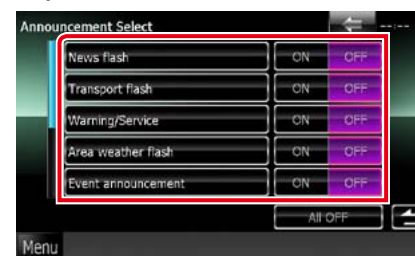 Announcement Select --:--
News flash ON OFF
Transport flash ON OFF
Warning/Service ON OFF
Area weather flash ON OFF
Event announcement ON OFF
All OFF
Menu